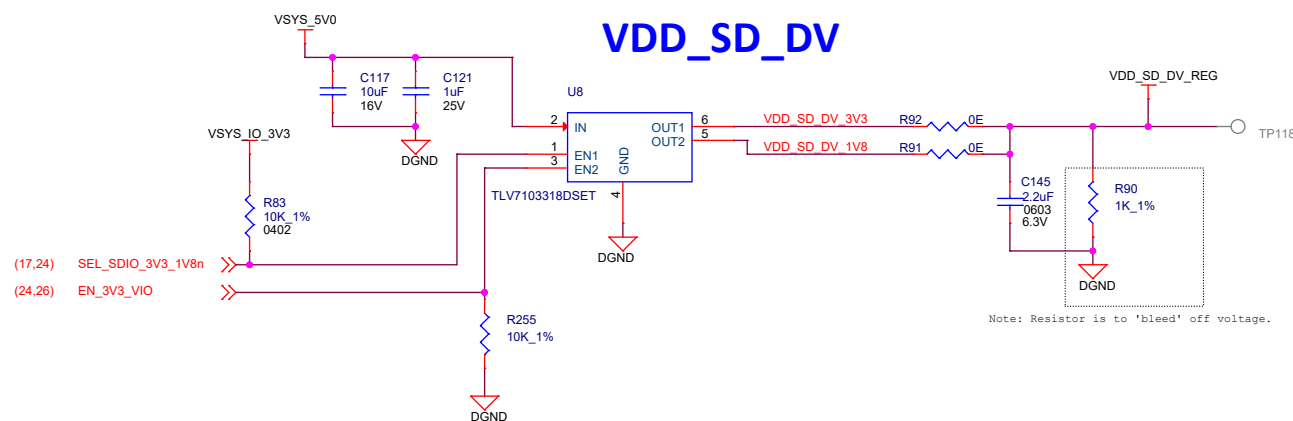 VDD_SD_DV
VSYS_5V0
C117
10uF
16V
C121
1uF
25V
DGND
VSYS_IO_3V3
R83
10K_1%
0402
U8
2
IN
1
EN1
3
EN2
GND
4
OUT1
6
OUT2
5
TLV7103318DSET
DGND
VDD_SD_DV_3V3
R92
0E
VDD_SD_DV_1V8
R91
0E
VDD_SD_DV_REG
TP118
C145
2.2uF
0603
6.3V
R90
1K_1%
DGND
Note: Resistor is to 'bleed' off voltage.
(17,24) SEL_SDIO_3V3_1V8n
(24,26) EN_3V3_VIO
R255
10K_1%
DGND